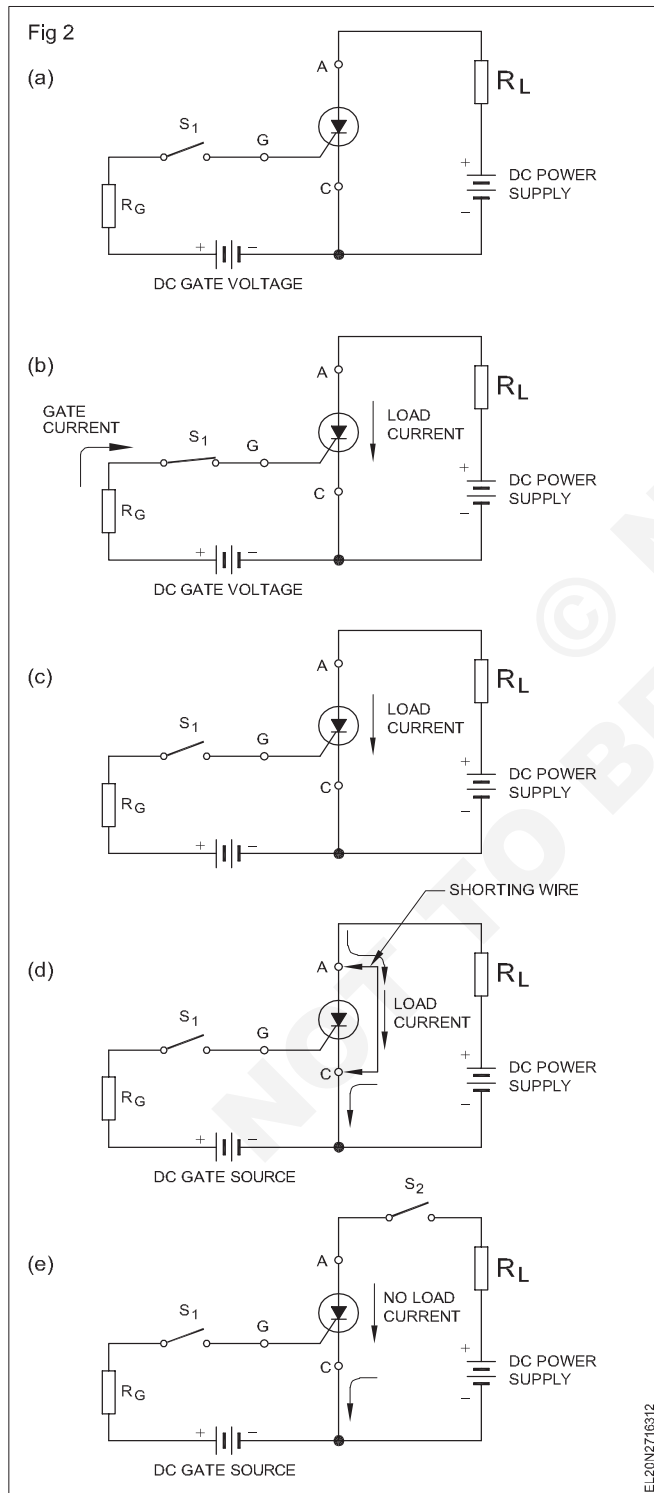 Fig 2
(a)
A
R_L
S_1
G
C
R_G
+
−
DC POWER
SUPPLY
+ −
DC GATE VOLTAGE
(b)
A
R_L
GATE
CURRENT
S_1
G
LOAD
CURRENT
C
R_G
+
−
DC POWER
SUPPLY
+ −
DC GATE VOLTAGE
(c)
A
R_L
S_1
G
LOAD
CURRENT
C
R_G
+
−
DC POWER
SUPPLY
+ −
SHORTING WIRE
(d)
A
R_L
S_1
G
LOAD
CURRENT
C
R_G
+
−
DC POWER
SUPPLY
+ −
DC GATE SOURCE
S_2
(e)
A
R_L
S_1
G
NO LOAD
CURRENT
C
R_G
+
−
DC POWER
SUPPLY
+ −
DC GATE SOURCE
EL20N2716312
©
NOT TO BE